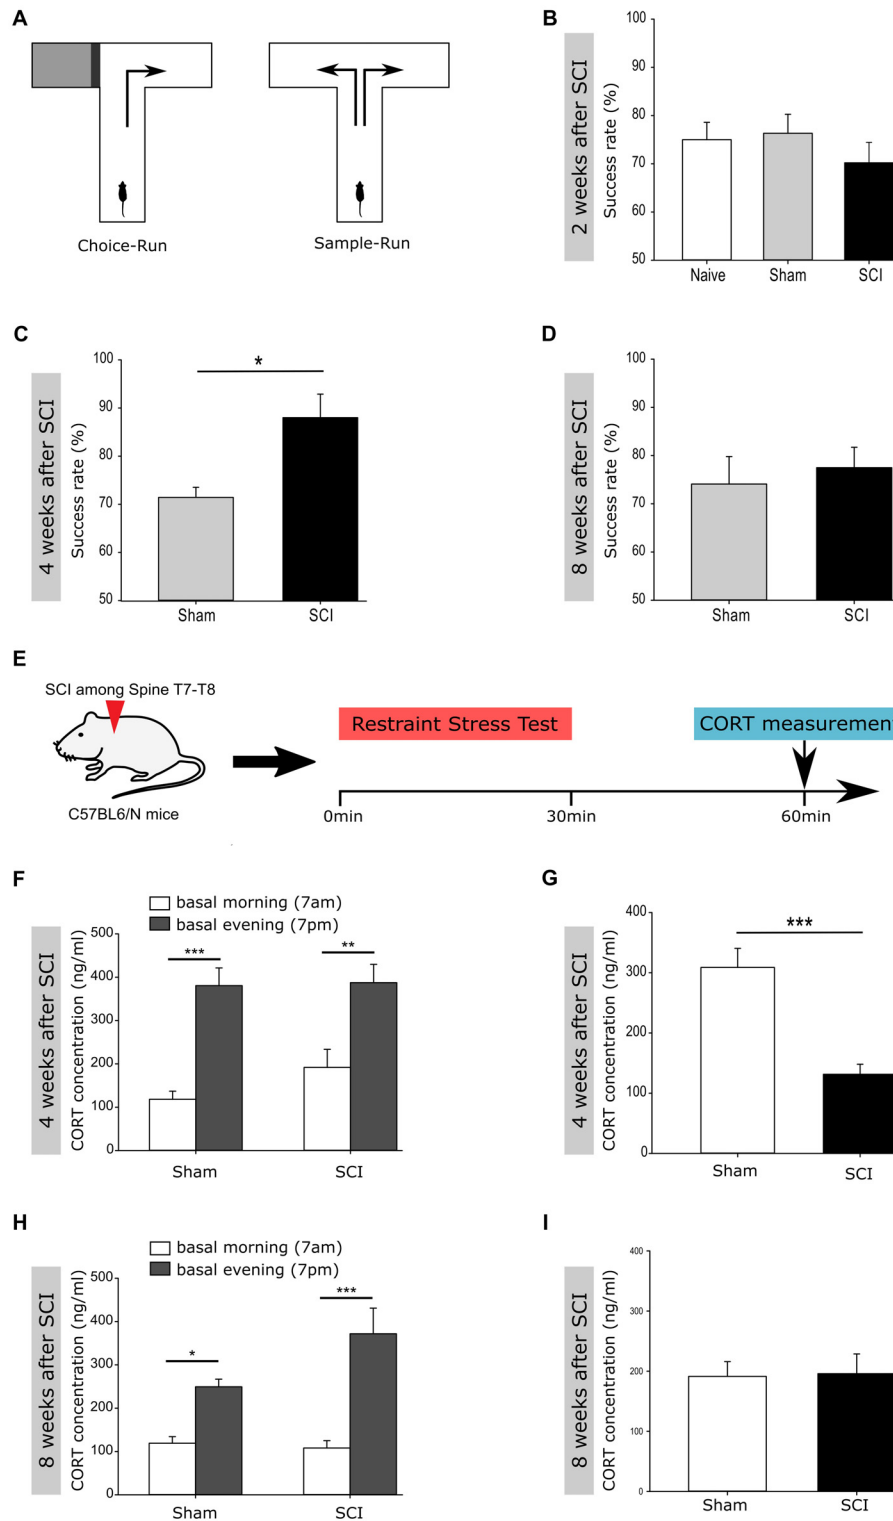 A
Choice-Run
Sample-Run
B
2 weeks after SCI
Success rate (%)
100
90
80
70
60
50
Naive Sham SCI
C
4 weeks after SCI
Success rate (%)
100
90
80
70
60
50
*
Sham SCI
D
8 weeks after SCI
Success rate (%)
100
90
80
70
60
50
Sham SCI
E
SCI among Spine T7-T8
C57BL6/N mice
Restraint Stress Test
CORT measurement
0min 30min 60min
F
4 weeks after SCI
CORT concentration (ng/ml)
basal morning (7am)
basal evening (7pm)
500
400
300
200
100
0
*** **
Sham SCI
G
4 weeks after SCI
CORT concentration (ng/ml)
400
300
200
100
0
***
Sham SCI
H
8 weeks after SCI
CORT concentration (ng/ml)
basal morning (7am)
basal evening (7pm)
500
400
300
200
100
0
* ***
Sham SCI
I
8 weeks after SCI
CORT concentration (ng/ml)
400
300
200
100
0
Sham SCI